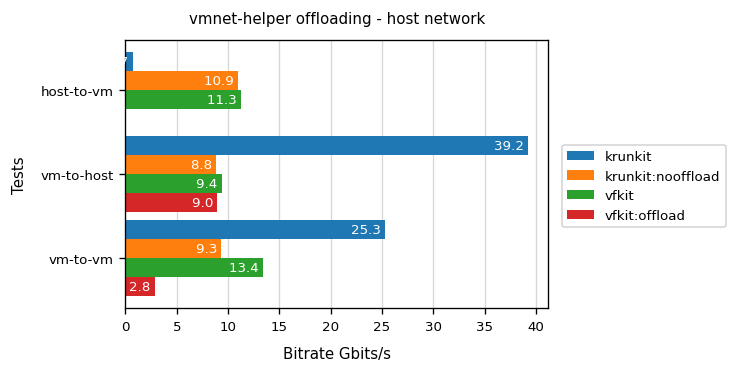 vmnet-helper offloading - host network
host-to-vm
10.9
11.3
39.2
vm-to-host
8.8
9.4
9.0
25.3
vm-to-vm
9.3
13.4
2.8
0 5 10 15 20 25 30 35 40
Bitrate Gbits/s
Tests
krunkit
krunkit:nooffload
vfkit
vfkit:offload